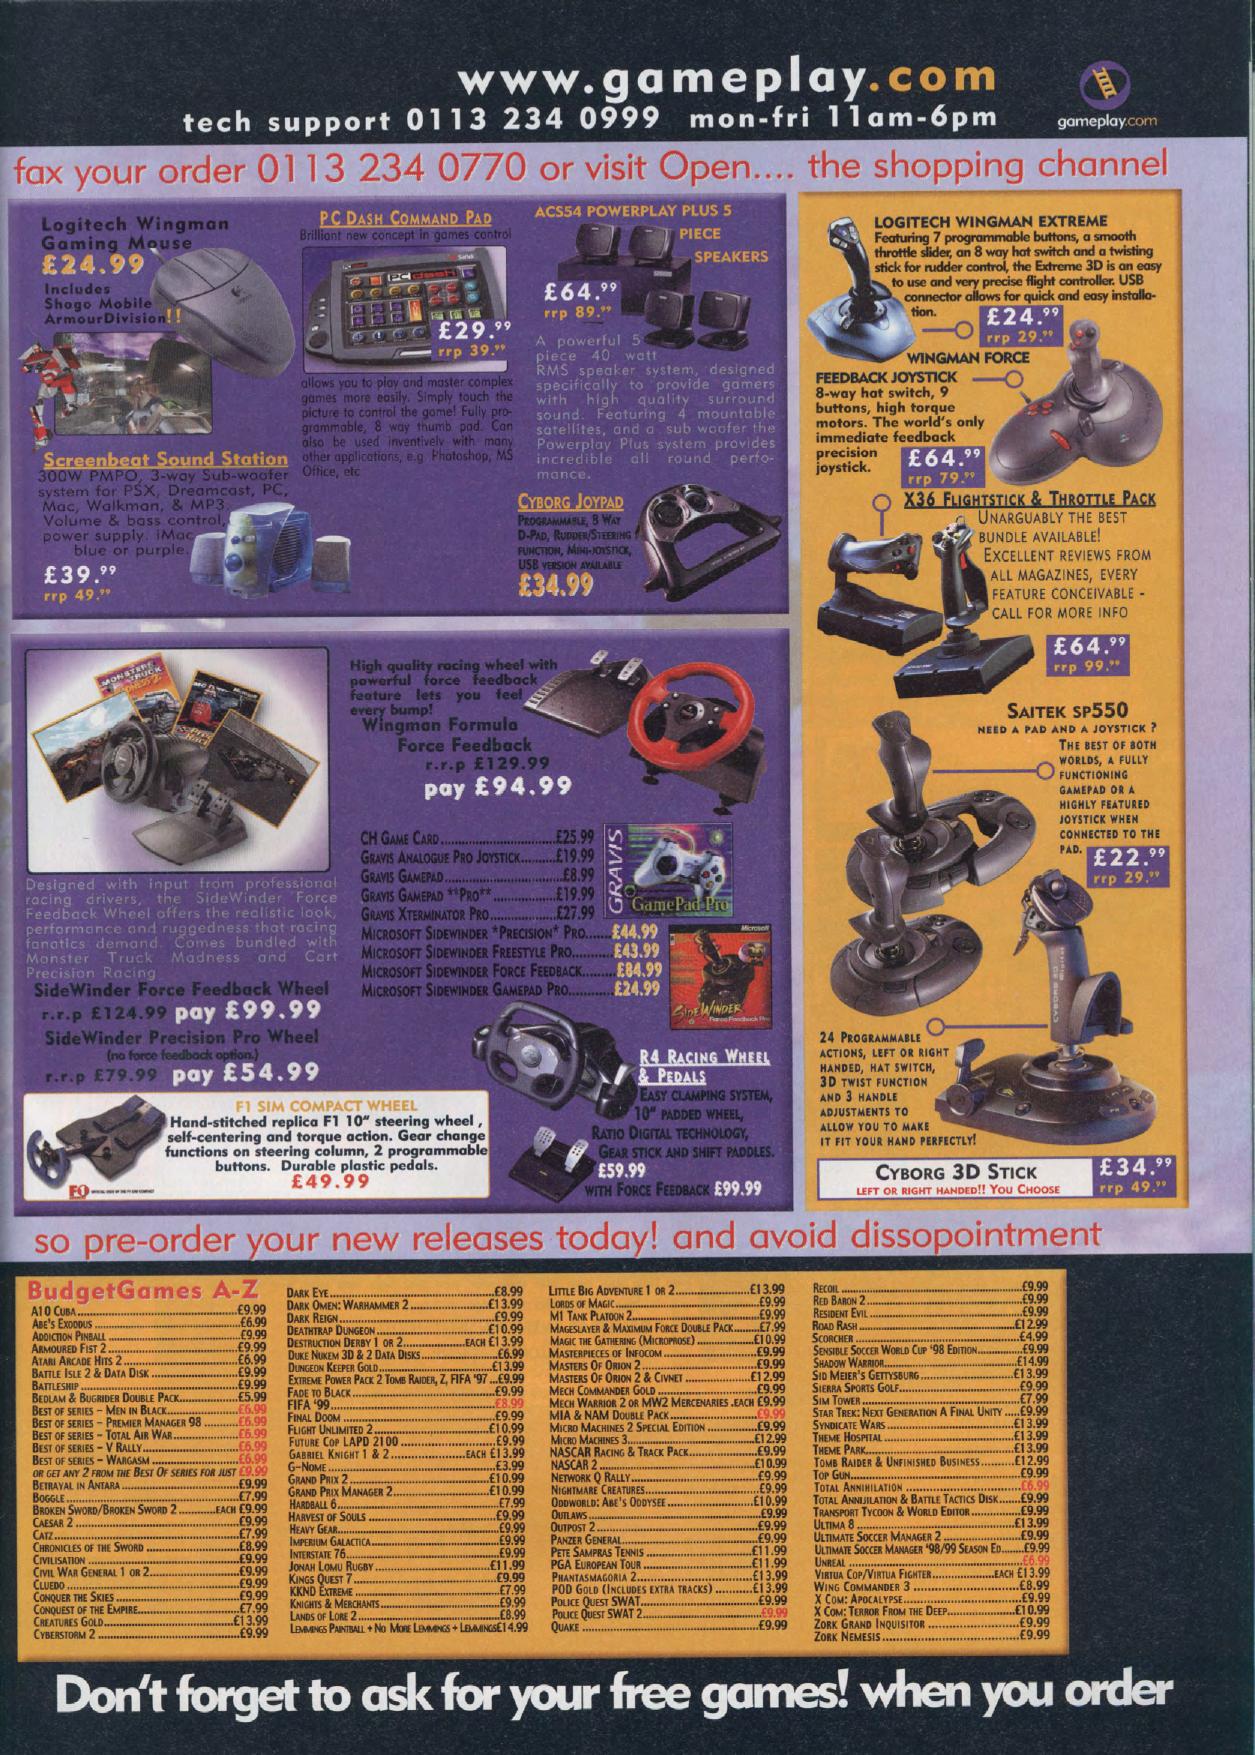 www.gameplay.com
tech support 0113 234 0999 mon-fri 11am-6pm
gameplay.com
fax your order 0113 234 0770 or visit Open.... the shopping channel
Logitech Wingman
Gaming Mouse
£24.99
Includes
Shogo Mobile
ArmourDivision!!
Screenbeat Sound Station
300W PMPO, 3-way Sub-woofer
system for PSX, Dreamcast, PC,
Mac, Walkman, & MP3.
Volume & bass control,
power supply. iMac
blue or purple.
£39.99
rrp 49.99
PC DASH COMMAND PAD
Brilliant new concept in games control
PC dash
£29.99
rrp 39.99
allows you to play and master complex
games more easily. Simply touch the
picture to control the game! Fully pro-
grammable, 8 way thumb pad. Can
also be used inventively with many
other applications, e.g. Photoshop, MS
Office, etc
ACS54 POWERPLAY PLUS 5
PIECE
SPEAKERS
£64.99
rrp 89.99
A powerful 5
piece 40 watt
RMS speaker system, designed
specifically to provide gamers
with high quality surround
sound. Featuring 4 mountable
satellites, and a sub woofer the
Powerplay Plus system provides
incredible all round perfo-
mance.
CYBORG JOYPAD
PROGRAMMABLE, 8 WAY
D-PAD, RUDDER/STEERING
FUNCTION, MINI-JOYSTICK,
USB VERSION AVAILABLE
£34.99
LOGITECH WINGMAN EXTREME
Featuring 7 programmable buttons, a smooth
throttle slider, an 8 way hat switch and a twisting
stick for rudder control, the Extreme 3D is an easy
to use and very precise flight controller. USB
connector allows for quick and easy installa-
tion.
£24.99
rrp 29.99
WINGMAN FORCE
FEEDBACK JOYSTICK
8-way hat switch, 9
buttons, high torque
motors. The world's only
immediate feedback
precision
joystick.
£64.99
rrp 79.99
X36 FLIGHTSTICK & THROTTLE PACK
UNARGUABLY THE BEST
BUNDLE AVAILABLE!
EXCELLENT REVIEWS FROM
ALL MAGAZINES, EVERY
FEATURE CONCEIVABLE -
CALL FOR MORE INFO
£64.99
rrp 99.99
SAITEK SP550
NEED A PAD AND A JOYSTICK ?
THE BEST OF BOTH
WORLDS, A FULLY
FUNCTIONING
GAMEPAD OR A
HIGHLY FEATURED
JOYSTICK WHEN
CONNECTED TO THE
PAD.
£22.99
rrp 29.99
24 PROGRAMMABLE
ACTIONS, LEFT OR RIGHT
HANDED, HAT SWITCH,
3D TWIST FUNCTION
AND 3 HANDLE
ADJUSTMENTS TO
ALLOW YOU TO MAKE
IT FIT YOUR HAND PERFECTLY!
CYBORG 3D STICK
LEFT OR RIGHT HANDED!! YOU CHOOSE
£34.99
rrp 49.99
Designed with input from professional
racing drivers, the SideWinder Force
Feedback Wheel offers the realistic look,
performance and ruggedness that racing
fanatics demand. Comes bundled with
Monster Truck Madness and Cart
Precision Racing
SideWinder Force Feedback Wheel
r.r.p £124.99 pay £99.99
SideWinder Precision Pro Wheel
(no force feedback option.)
r.r.p £79.99 pay £54.99
High quality racing wheel with
powerful force feedback
feature lets you feel
every bump!
Wingman Formula
Force Feedback
r.r.p £129.99
pay £94.99
CH GAME CARD £25.99
GRAVIS ANALOGUE PRO JOYSTICK £19.99
GRAVIS GAMEPAD £8.99
GRAVIS GAMEPAD **PRO** £19.99
GRAVIS XTERMINATOR PRO £27.99
MICROSOFT SIDEWINDER *PRECISION* PRO £44.99
MICROSOFT SIDEWINDER FREESTYLE PRO £43.99
MICROSOFT SIDEWINDER FORCE FEEDBACK £84.99
MICROSOFT SIDEWINDER GAMEPAD PRO £24.99
GRAVIS
GamePad Pro
Microsoft
SIDEWINDER
Force Feedback Pro
R4 RACING WHEEL
& PEDALS
EASY CLAMPING SYSTEM,
10" PADDED WHEEL,
RATIO DIGITAL TECHNOLOGY,
GEAR STICK AND SHIFT PADDLES.
£59.99
WITH FORCE FEEDBACK £99.99
F1 SIM COMPACT WHEEL
Hand-stitched replica F1 10" steering wheel ,
self-centering and torque action. Gear change
functions on steering column, 2 programmable
buttons. Durable plastic pedals.
£49.99
so pre-order your new releases today! and avoid dissopointment
BudgetGames A-Z
A10 CUBA £9.99
ABE'S EXODUS £6.99
ADDICTION PINBALL £9.99
ARMOURED FIST 2 £9.99
ATARI ARCADE HITS 2 £6.99
BATTLE ISLE 2 & DATA DISK £9.99
BATTLESHIP £9.99
BEDLAM & BUGRIDER DOUBLE PACK £5.99
BEST OF SERIES – MEN IN BLACK £6.99
BEST OF SERIES – PREMIER MANAGER 98 £6.99
BEST OF SERIES – TOTAL AIR WAR £6.99
BEST OF SERIES – V RALLY £6.99
BEST OF SERIES – WARGASM £6.99
OR GET ANY 2 FROM THE BEST OF SERIES FOR JUST £9.99
BETRAYAL IN ANTARA £9.99
BOGGLE £7.99
BROKEN SWORD/BROKEN SWORD 2 EACH £9.99
CAESAR 2 £9.99
CATZ £7.99
CHRONICLES OF THE SWORD £8.99
CIVILISATION £9.99
CIVIL WAR GENERAL 1 OR 2 £9.99
CLUEDO £9.99
CONQUER THE SKIES £9.99
CONQUEST OF THE EMPIRE £7.99
CREATURES GOLD £13.99
CYBERSTORM 2 £9.99
DARK EYE £8.99
DARK OMEN: WARHAMMER 2 £13.99
DARK REIGN £9.99
DEATHTRAP DUNGEON £10.99
DESTRUCTION DERBY 1 OR 2 EACH £13.99
DUKE NUKEM 3D & 2 DATA DISKS £6.99
DUNGEON KEEPER GOLD £13.99
EXTREME POWER PACK 2 TOMB RAIDER, Z, FIFA '97 £9.99
FADE TO BLACK £9.99
FIFA '99 £8.99
FINAL DOOM £9.99
FLIGHT UNLIMITED 2 £10.99
FUTURE COP LAPD 2100 £9.99
GABRIEL KNIGHT 1 & 2 EACH £13.99
G-NOME £3.99
GRAND PRIX 2 £10.99
GRAND PRIX MANAGER 2 £10.99
HARDBALL 6 £7.99
HARVEST OF SOULS £9.99
HEAVY GEAR £9.99
IMPERIUM GALACTICA £9.99
INTERSTATE 76 £9.99
JONAH LOMU RUGBY £11.99
KINGS QUEST 7 £9.99
KKND EXTREME £7.99
KNIGHTS & MERCHANTS £9.99
LANDS OF LORE 2 £8.99
LEMMINGS PAINTBALL + NO MORE LEMMINGS + LEMMINGS £14.99
LITTLE BIG ADVENTURE 1 OR 2 £13.99
LORDS OF MAGIC £9.99
M1 TANK PLATOON 2 £9.99
MAGESLAYER & MAXIMUM FORCE DOUBLE PACK £7.99
MAGIC THE GATHERING (MICROPROSE) £10.99
MASTERPIECES OF INFOCOM £9.99
MASTERS OF ORION 2 £9.99
MASTERS OF ORION 2 & CIVNET £12.99
MECH COMMANDER GOLD £9.99
MECH WARRIOR 2 OR MW2 MERCENARIES EACH £9.99
MIA & NAM DOUBLE PACK £9.99
MICRO MACHINES 2 SPECIAL EDITION £9.99
MICRO MACHINES 3 £12.99
NASCAR RACING & TRACK PACK £9.99
NASCAR 2 £10.99
NETWORK Q RALLY £9.99
NIGHTMARE CREATURES £9.99
ODDWORLD: ABE'S ODDYSEE £10.99
OUTLAWS £9.99
OUTPOST 2 £9.99
PANZER GENERAL £9.99
PETE SAMPRAS TENNIS £11.99
PGA EUROPEAN TOUR £11.99
PHANTASMAGORIA 2 £13.99
POD GOLD (INCLUDES EXTRA TRACKS) £13.99
POLICE QUEST SWAT £9.99
POLICE QUEST SWAT 2 £9.99
QUAKE £9.99
RECOIL £9.99
RED BARON 2 £9.99
RESIDENT EVIL £9.99
ROAD RASH £12.99
SCORCHER £4.99
SENSIBLE SOCCER WORLD CUP '98 EDITION £9.99
SHADOW WARRIOR £14.99
SID MEIER'S GETTYSBURG £13.99
SIERRA SPORTS GOLF £9.99
SIM TOWER £7.99
STAR TREK: NEXT GENERATION A FINAL UNITY £9.99
SYNDICATE WARS £13.99
THEME HOSPITAL £13.99
THEME PARK £13.99
TOMB RAIDER & UNFINISHED BUSINESS £12.99
TOP GUN £9.99
TOTAL ANNIHILATION £6.99
TOTAL ANNIJILATION & BATTLE TACTICS DISK £9.99
TRANSPORT TYCOON & WORLD EDITOR £9.99
ULTIMA 8 £13.99
ULTIMATE SOCCER MANAGER 2 £9.99
ULTIMATE SOCCER MANAGER '98/99 SEASON ED £9.99
UNREAL £6.99
VIRTUA COP/VIRTUA FIGHTER EACH £13.99
WING COMMANDER 3 £8.99
X COM: APOCALYPSE £9.99
X COM: TERROR FROM THE DEEP £10.99
ZORK GRAND INQUISITOR £9.99
ZORK NEMESIS £9.99
Don't forget to ask for your free games! when you order